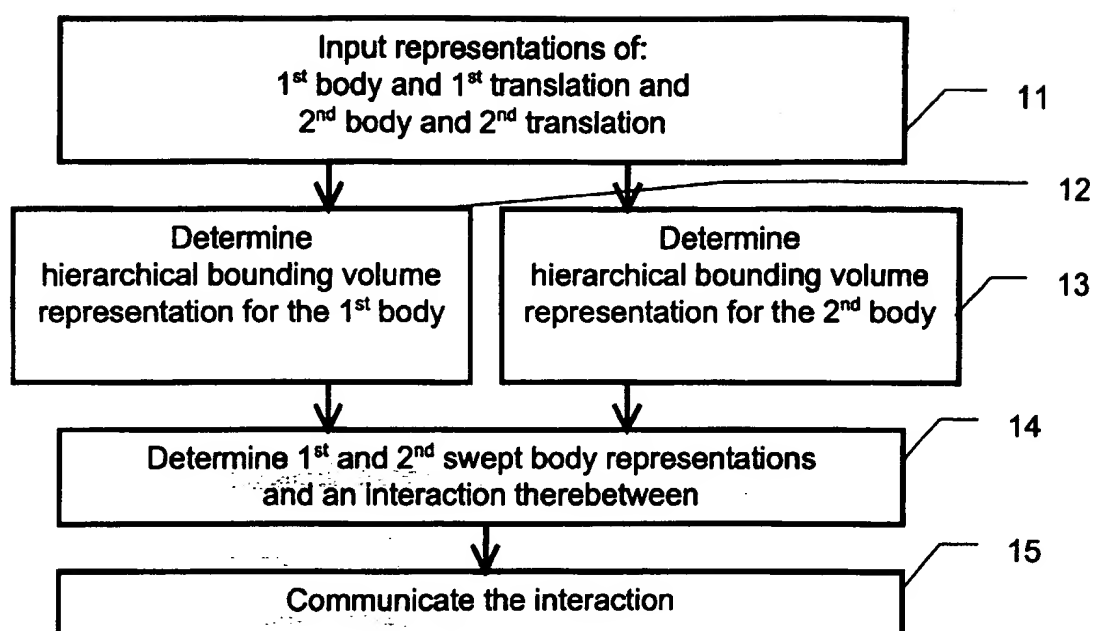 Input representations of:
1st body and 1st translation and
2nd body and 2nd translation
11
12
Determine
hierarchical bounding volume
representation for the 1st body
Determine
hierarchical bounding volume
representation for the 2nd body
13
Determine 1st and 2nd swept body representations
and an interaction therebetween
14
Communicate the interaction
15